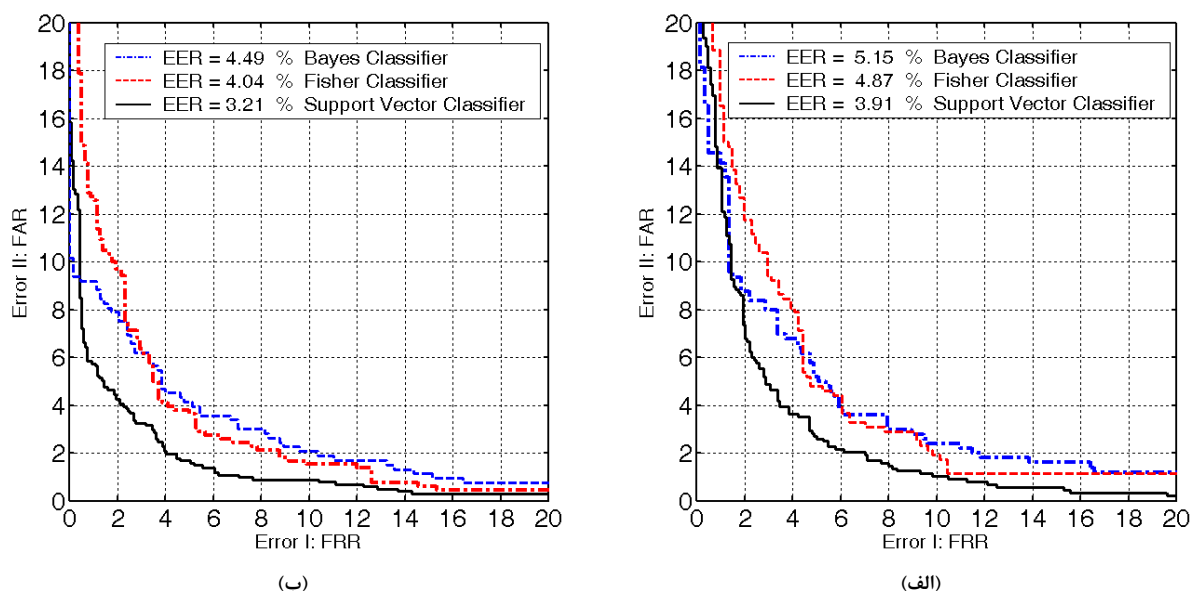 EER = 4.49 % Bayes Classifier
EER = 4.04 % Fisher Classifier
EER = 3.21 % Support Vector Classifier
20
18
16
14
12
10
8
6
4
2
0
Error II: FAR
0 2 4 6 8 10 12 14 16 18 20
Error I: FRR
(ب)
EER = 5.15 % Bayes Classifier
EER = 4.87 % Fisher Classifier
EER = 3.91 % Support Vector Classifier
20
18
16
14
12
10
8
6
4
2
0
Error II: FAR
0 2 4 6 8 10 12 14 16 18 20
Error I: FRR
(الف)